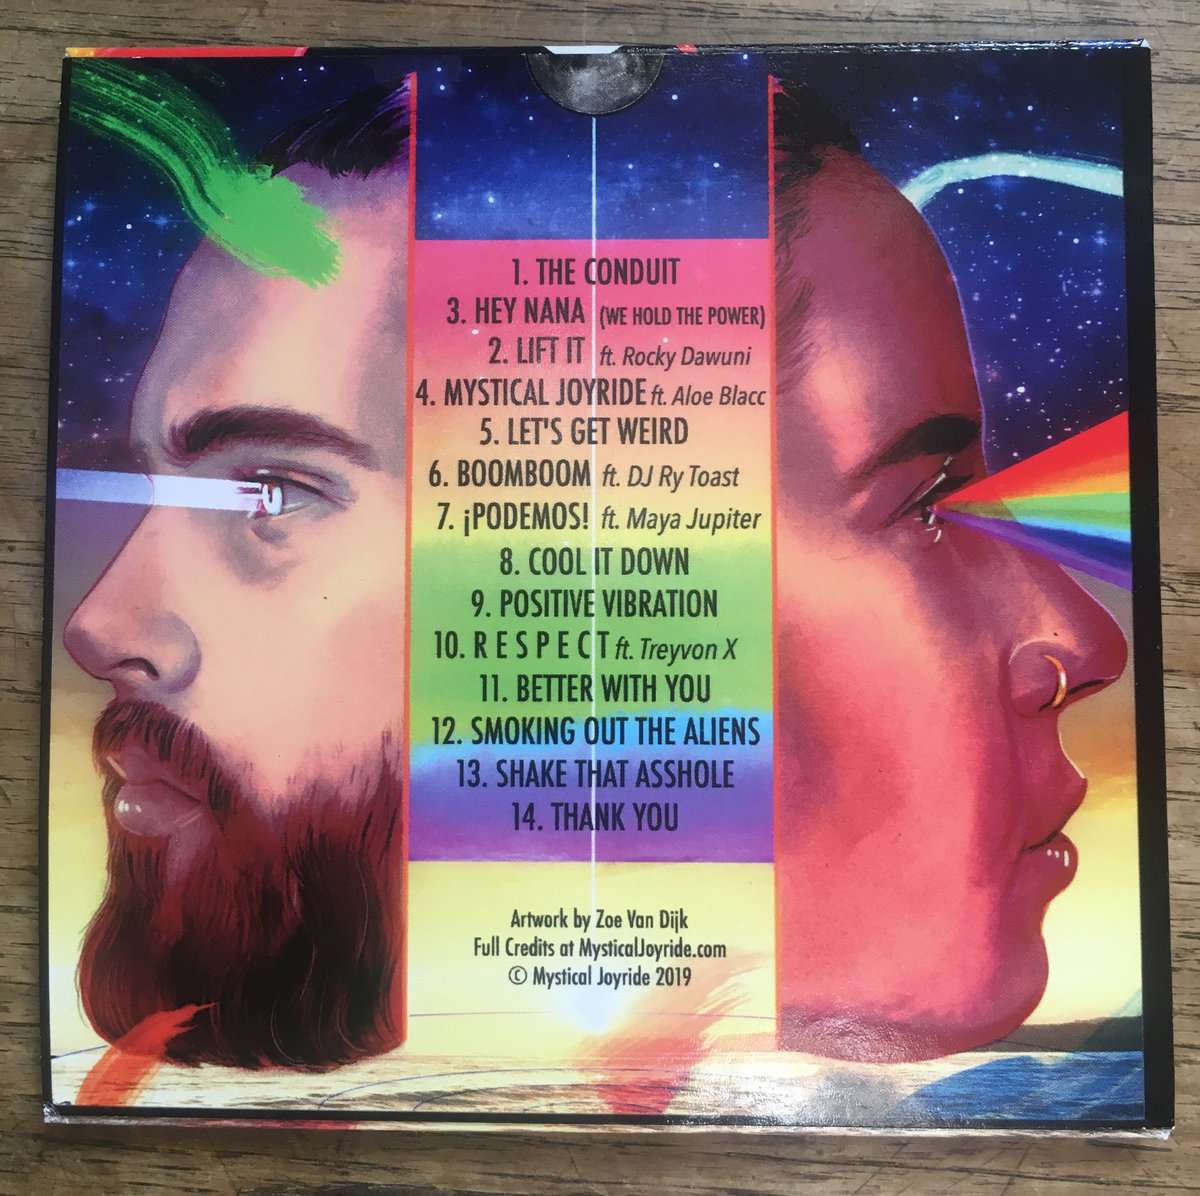 1. THE CONDUIT
3. HEY NANA (WE HOLD THE POWER)
2. LIFT IT ft. Rocky Dawuni
4. MYSTICAL JOYRIDE ft. Aloe Blacc
5. LET'S GET WEIRD
6. BOOMBOOM ft. DJ Ry Toast
7. ¡PODEMOS! ft. Maya Jupiter
8. COOL IT DOWN
9. POSITIVE VIBRATION
10. R E S P E C T ft. Treyvon X
11. BETTER WITH YOU
12. SMOKING OUT THE ALIENS
13. SHAKE THAT ASSHOLE
14. THANK YOU
Artwork by Zoe Van Dijk
Full Credits at MysticalJoyride.com
© Mystical Joyride 2019